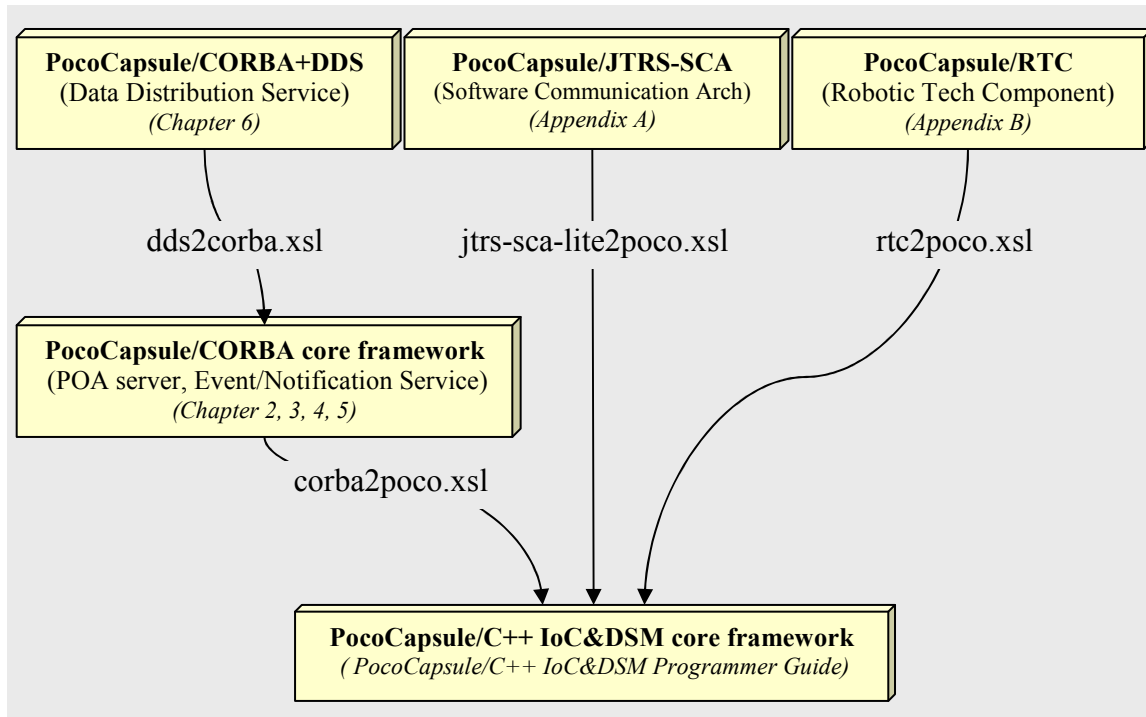 PocoCapsule/CORBA+DDS
(Data Distribution Service)
(Chapter 6)
PocoCapsule/JTRS-SCA
(Software Communication Arch)
(Appendix A)
PocoCapsule/RTC
(Robotic Tech Component)
(Appendix B)
dds2corba.xsl
jtrs-sca-lite2poco.xsl
rtc2poco.xsl
PocoCapsule/CORBA core framework
(POA server, Event/Notification Service)
(Chapter 2, 3, 4, 5)
corba2poco.xsl
PocoCapsule/C++ IoC&DSM core framework
( PocoCapsule/C++ IoC&DSM Programmer Guide)